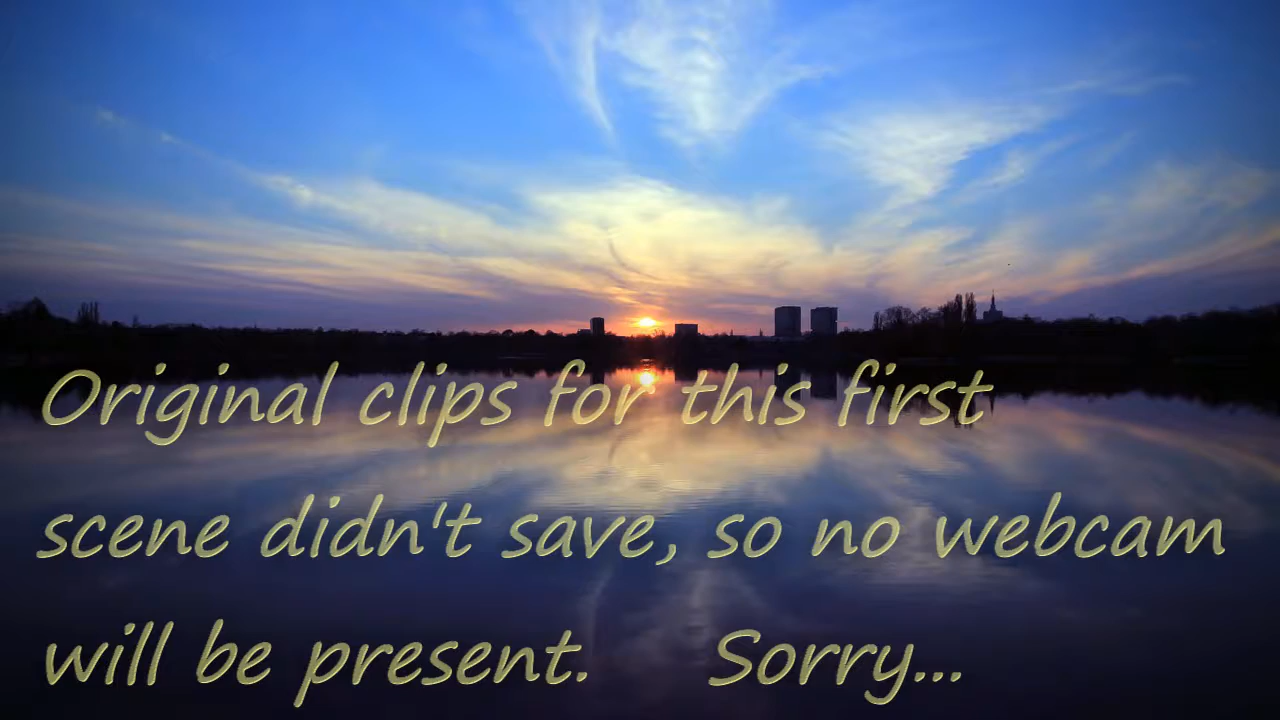 Original clips for this first
scene didn't save, so no webcam
will be present. Sorry...